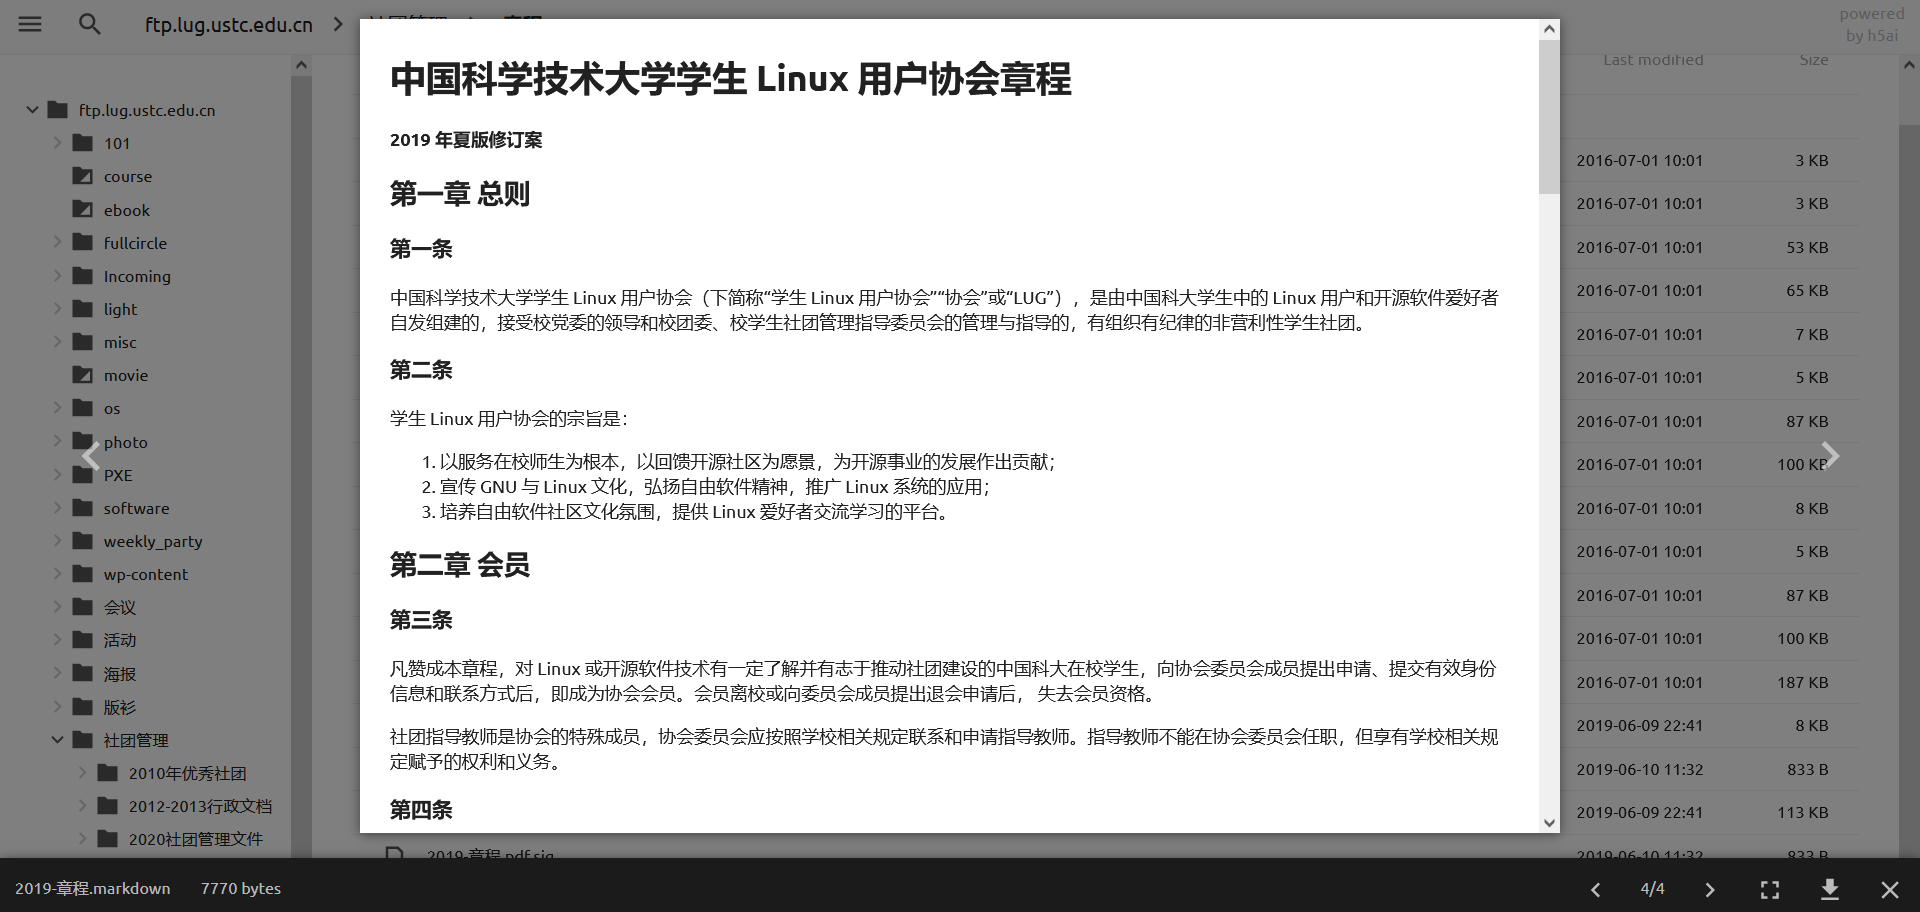 ftp.lug.ustc.edu.cn
社团管理
章程
powered
by h5ai
ftp.lug.ustc.edu.cn
101
course
ebook
fullcircle
Incoming
light
misc
movie
os
photo
PXE
software
weekly_party
wp-content
会议
活动
海报
版衫
社团管理
2010年优秀社团
2012-2013行政文档
2020社团管理文件
中国科学技术大学学生 Linux 用户协会章程
2019 年夏版修订案
第一章 总则
第一条
中国科学技术大学学生 Linux 用户协会（下简称“学生 Linux 用户协会”“协会”或“LUG”），是由中国科大学生中的 Linux 用户和开源软件爱好者
自发组建的，接受校党委的领导和校团委、校学生社团管理指导委员会的管理与指导的，有组织有纪律的非营利性学生社团。
第二条
学生 Linux 用户协会的宗旨是：
1. 以服务在校师生为根本，以回馈开源社区为愿景，为开源事业的发展作出贡献；
2. 宣传 GNU 与 Linux 文化，弘扬自由软件精神，推广 Linux 系统的应用；
3. 培养自由软件社区文化氛围，提供 Linux 爱好者交流学习的平台。
第二章 会员
第三条
凡赞成本章程，对 Linux 或开源软件技术有一定了解并有志于推动社团建设的中国科大在校学生，向协会委员会成员提出申请、提交有效身份
信息和联系方式后，即成为协会会员。会员离校或向委员会成员提出退会申请后， 失去会员资格。
社团指导教师是协会的特殊成员，协会委员会应按照学校相关规定联系和申请指导教师。指导教师不能在协会委员会任职，但享有学校相关规
定赋予的权利和义务。
第四条
Last modified Size
2016-07-01 10:01 3 KB
2016-07-01 10:01 3 KB
2016-07-01 10:01 53 KB
2016-07-01 10:01 65 KB
2016-07-01 10:01 7 KB
2016-07-01 10:01 5 KB
2016-07-01 10:01 87 KB
2016-07-01 10:01 100 KB
2016-07-01 10:01 8 KB
2016-07-01 10:01 5 KB
2016-07-01 10:01 87 KB
2016-07-01 10:01 100 KB
2016-07-01 10:01 187 KB
2019-06-09 22:41 8 KB
2019-06-10 11:32 833 B
2019-06-09 22:41 113 KB
2019-章程.pdf.sig 2019-06-10 11:32 833 B
2019-章程.markdown 7770 bytes 4/4